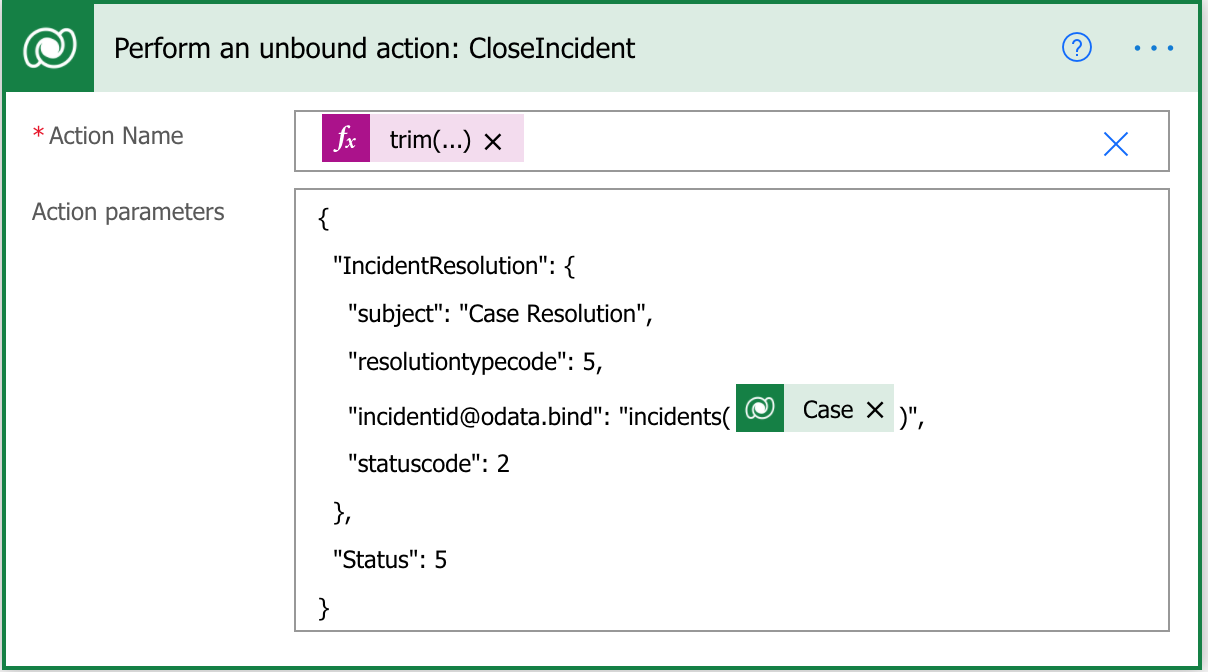 Perform an unbound action: CloseIncident
* Action Name
fx trim(...)
Action parameters
{
"IncidentResolution": {
"subject": "Case Resolution",
"resolutiontypecode": 5,
"incidentid@odata.bind": "incidents( Case )",
"statuscode": 2
},
"Status": 5
}